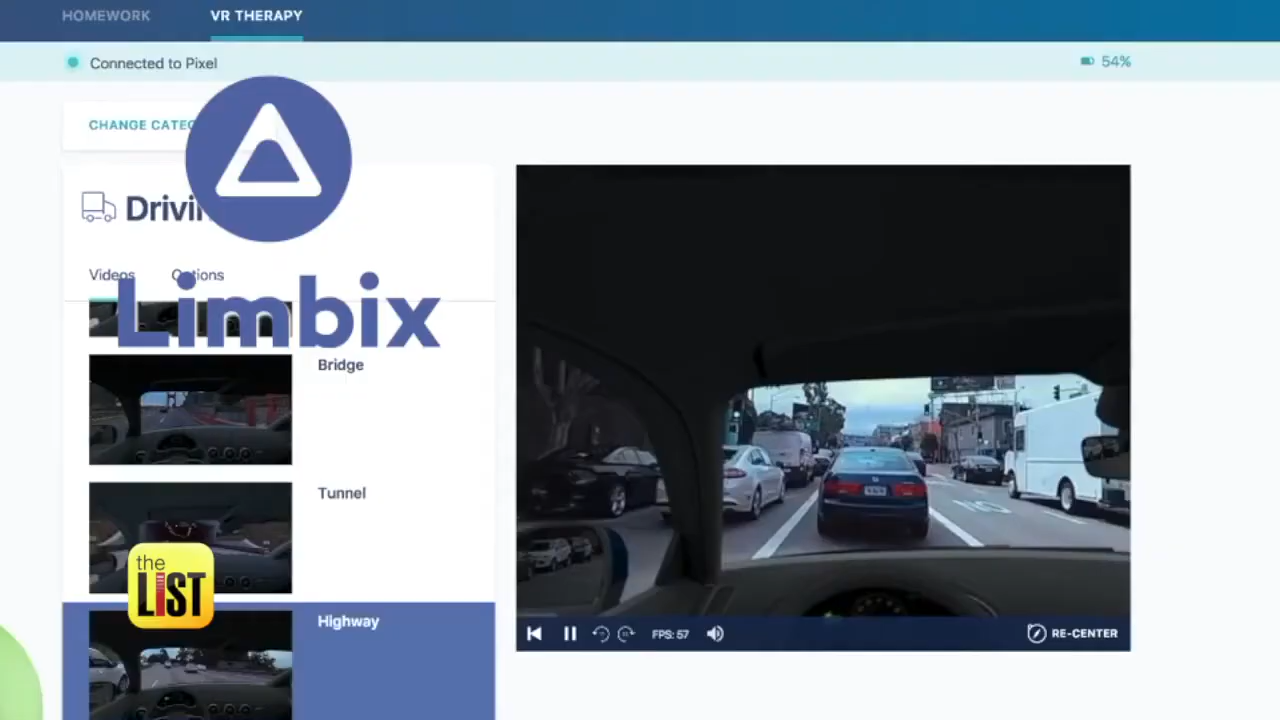 HOMEWORK
VR THERAPY
Connected to Pixel
54%
CHANGE CATEG
Drivin
Videos
Options
Limbix
Bridge
Tunnel
the
LIST
Highway
FPS: 57
RE-CENTER